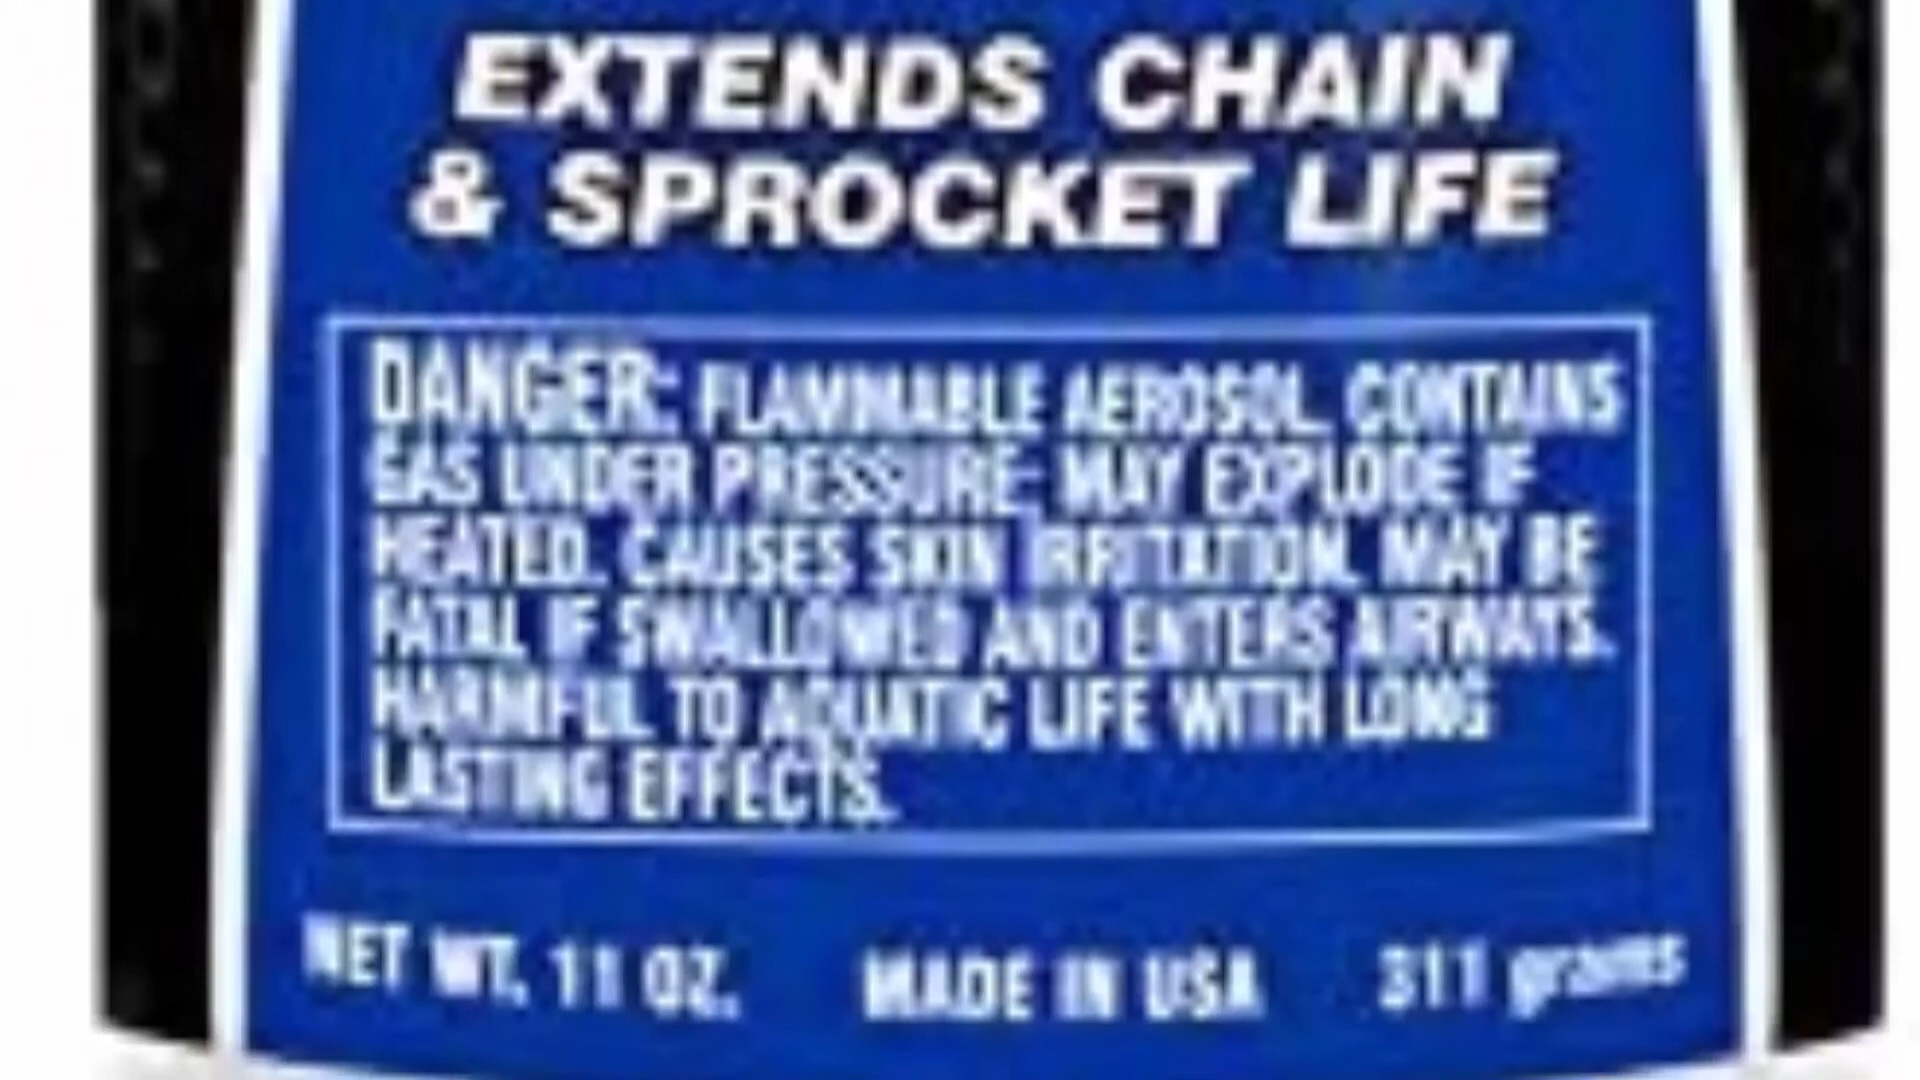 EXTENDS CHAIN
& SPROCKET LIFE
DANGER: FLAMMABLE AEROSOL. CONTAINS
GAS UNDER PRESSURE; MAY EXPLODE IF
HEATED. CAUSES SKIN IRRITATION. MAY BE
FATAL IF SWALLOWED AND ENTERS AIRWAYS.
HARMFUL TO AQUATIC LIFE WITH LONG
LASTING EFFECTS.
NET WT. 11 OZ. MADE IN USA 311 grams